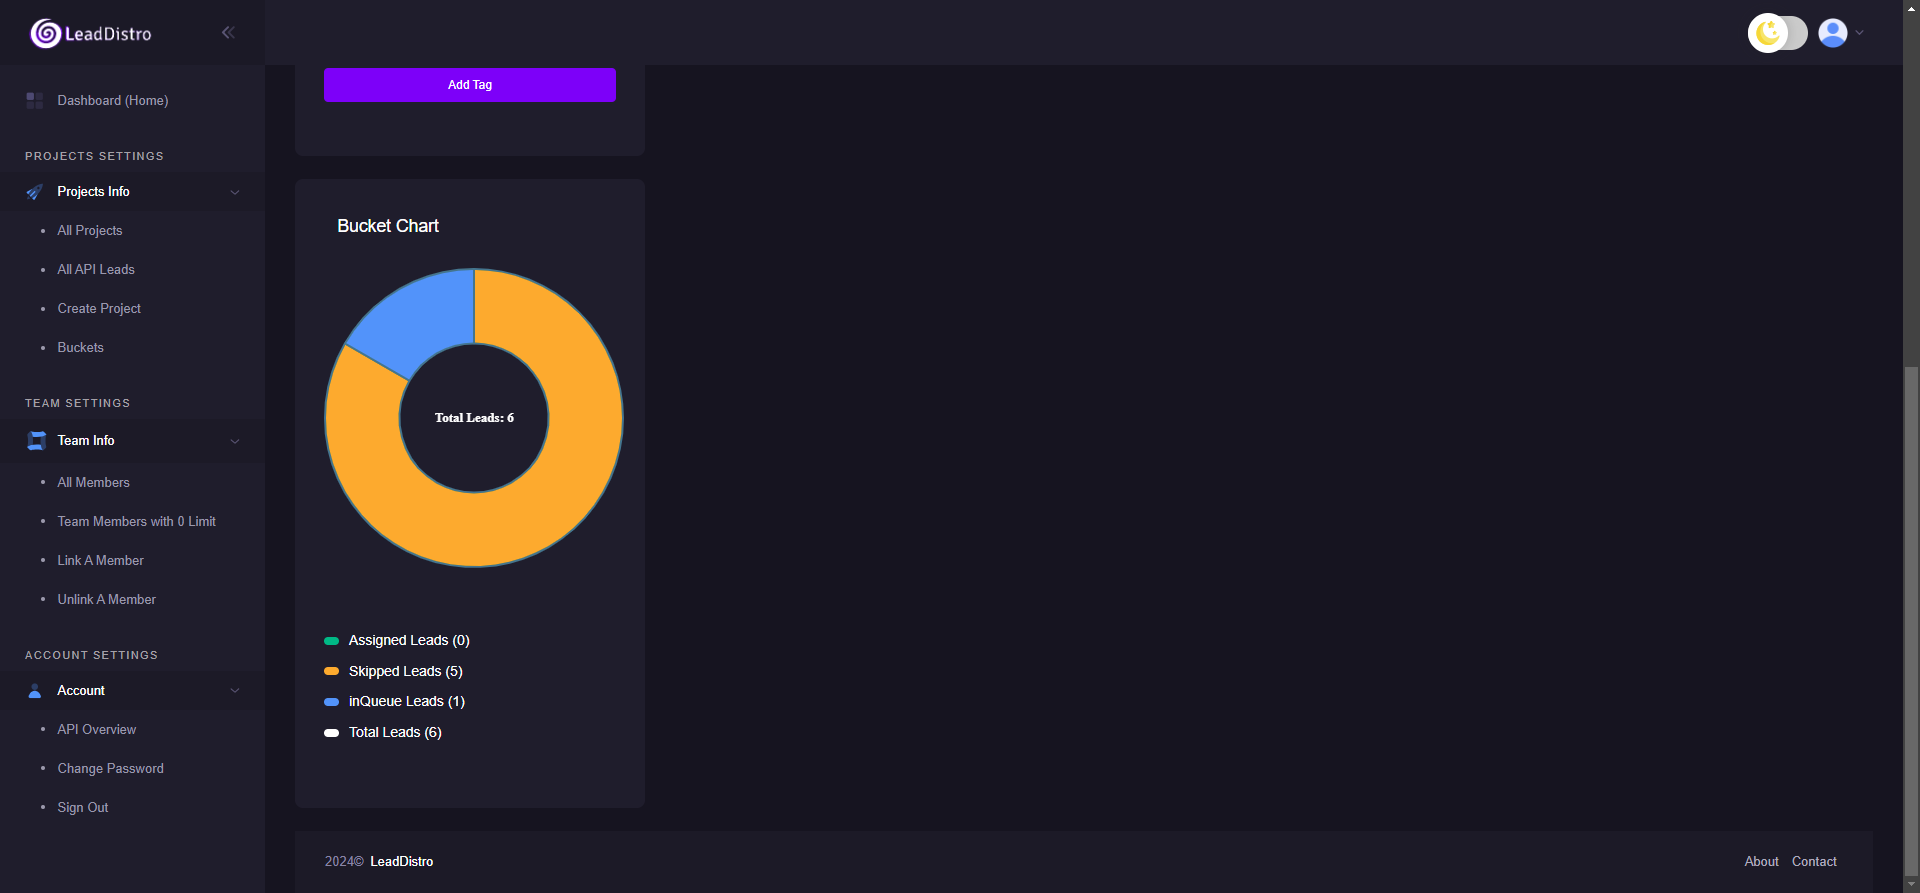 LeadDistro
Dashboard (Home)
PROJECTS SETTINGS
Projects Info
All Projects
All API Leads
Create Project
Buckets
TEAM SETTINGS
Team Info
All Members
Team Members with 0 Limit
Link A Member
Unlink A Member
ACCOUNT SETTINGS
Account
API Overview
Change Password
Sign Out
Add Tag
Bucket Chart
Total Leads: 6
Assigned Leads (0)
Skipped Leads (5)
inQueue Leads (1)
Total Leads (6)
2024© LeadDistro
About Contact